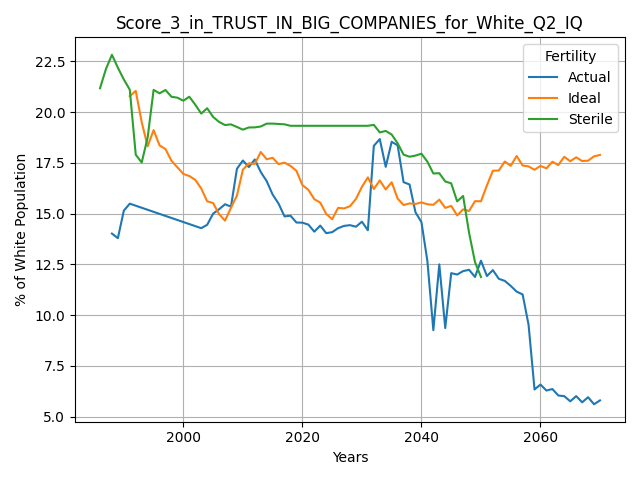 Score_3_in_TRUST_IN_BIG_COMPANIES_for_White_Q2_IQ
Fertility
Actual
Ideal
Sterile
% of White Population
22.5
20.0
17.5
15.0
12.5
10.0
7.5
5.0
2000 2020 2040 2060
Years